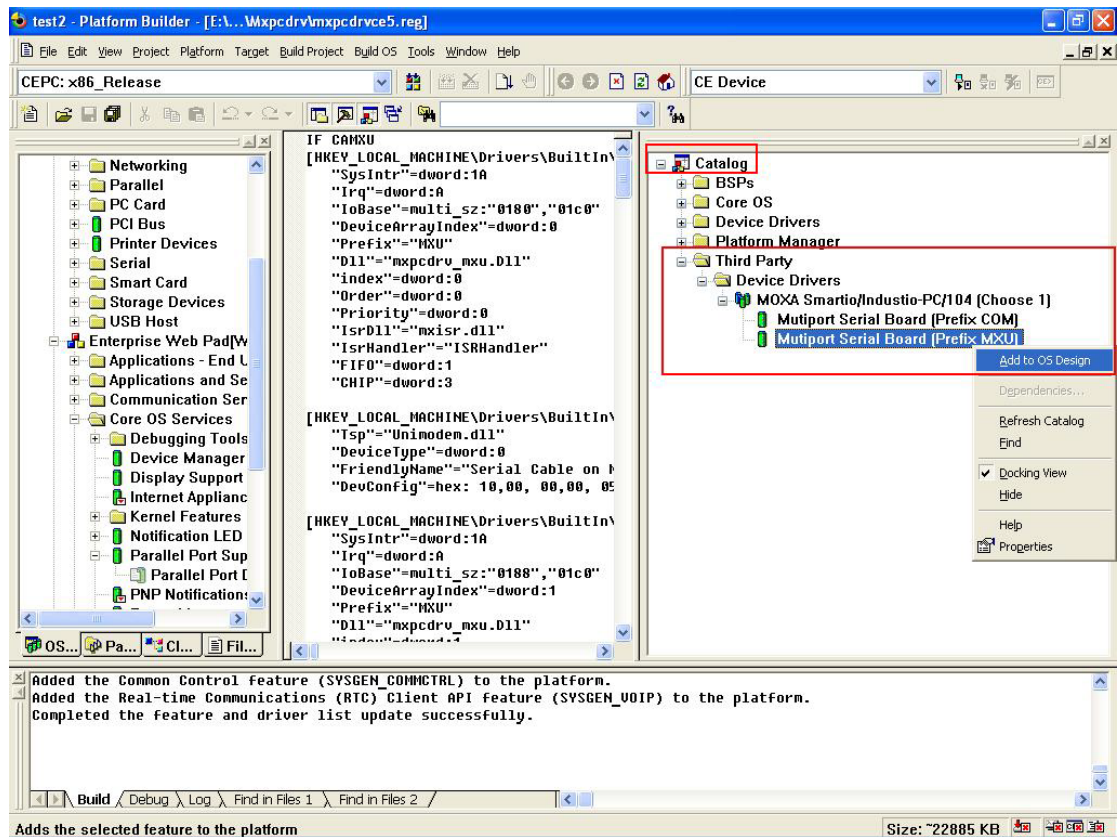 test2 - Platform Builder - [E:\...\Mxpcdrv\mxpcdrvce5.reg]
File Edit View Project Platform Target Build Project Build OS Tools Window Help
CEPC: x86_Release
CE Device
Networking
Parallel
PC Card
PCI Bus
Printer Devices
Serial
Smart Card
Storage Devices
USB Host
Enterprise Web Pad[W
Applications - End U
Applications and Se
Communication Ser
Core OS Services
Debugging Tools
Device Manager
Display Support
Internet Applianc
Kernel Features
Notification LED
Parallel Port Sup
Parallel Port D
PNP Notifications
OS... Pa... Cl... Fil...
IF CAMXU
[HKEY_LOCAL_MACHINE\Drivers\BuiltIn\
"SysIntr"=dword:1A
"Irq"=dword:A
"IoBase"=multi_sz:"0180","01c0"
"DeviceArrayIndex"=dword:0
"Prefix"="MXU"
"Dll"="mxpcdrv_mxu.Dll"
"index"=dword:0
"Order"=dword:0
"Priority"=dword:0
"IsrDll"="mxisr.dll"
"IsrHandler"="ISRHandler"
"FIFO"=dword:1
"CHIP"=dword:3
[HKEY_LOCAL_MACHINE\Drivers\BuiltIn\
"Tsp"="Unimodem.dll"
"DeviceType"=dword:0
"FriendlyName"="Serial Cable on M
"DevConfig"=hex: 10,00, 00,00, 05
[HKEY_LOCAL_MACHINE\Drivers\BuiltIn\
"SysIntr"=dword:1A
"Irq"=dword:A
"IoBase"=multi_sz:"0188","01c0"
"DeviceArrayIndex"=dword:1
"Prefix"="MXU"
"Dll"="mxpcdrv_mxu.Dll"
"index"=dword:1
Catalog
BSPs
Core OS
Device Drivers
Platform Manager
Third Party
Device Drivers
MOXA Smartio/Industio-PC/104 (Choose 1)
Mutiport Serial Board (Prefix COM)
Mutiport Serial Board (Prefix MXU)
Add to OS Design
Dependencies...
Refresh Catalog
Find
Docking View
Hide
Help
Properties
Added the Common Control feature (SYSGEN_COMMCTRL) to the platform.
Added the Real-time Communications (RTC) Client API feature (SYSGEN_VOIP) to the platform.
Completed the feature and driver list update successfully.
Build Debug Log Find in Files 1 Find in Files 2
Adds the selected feature to the platform
Size: ~22885 KB